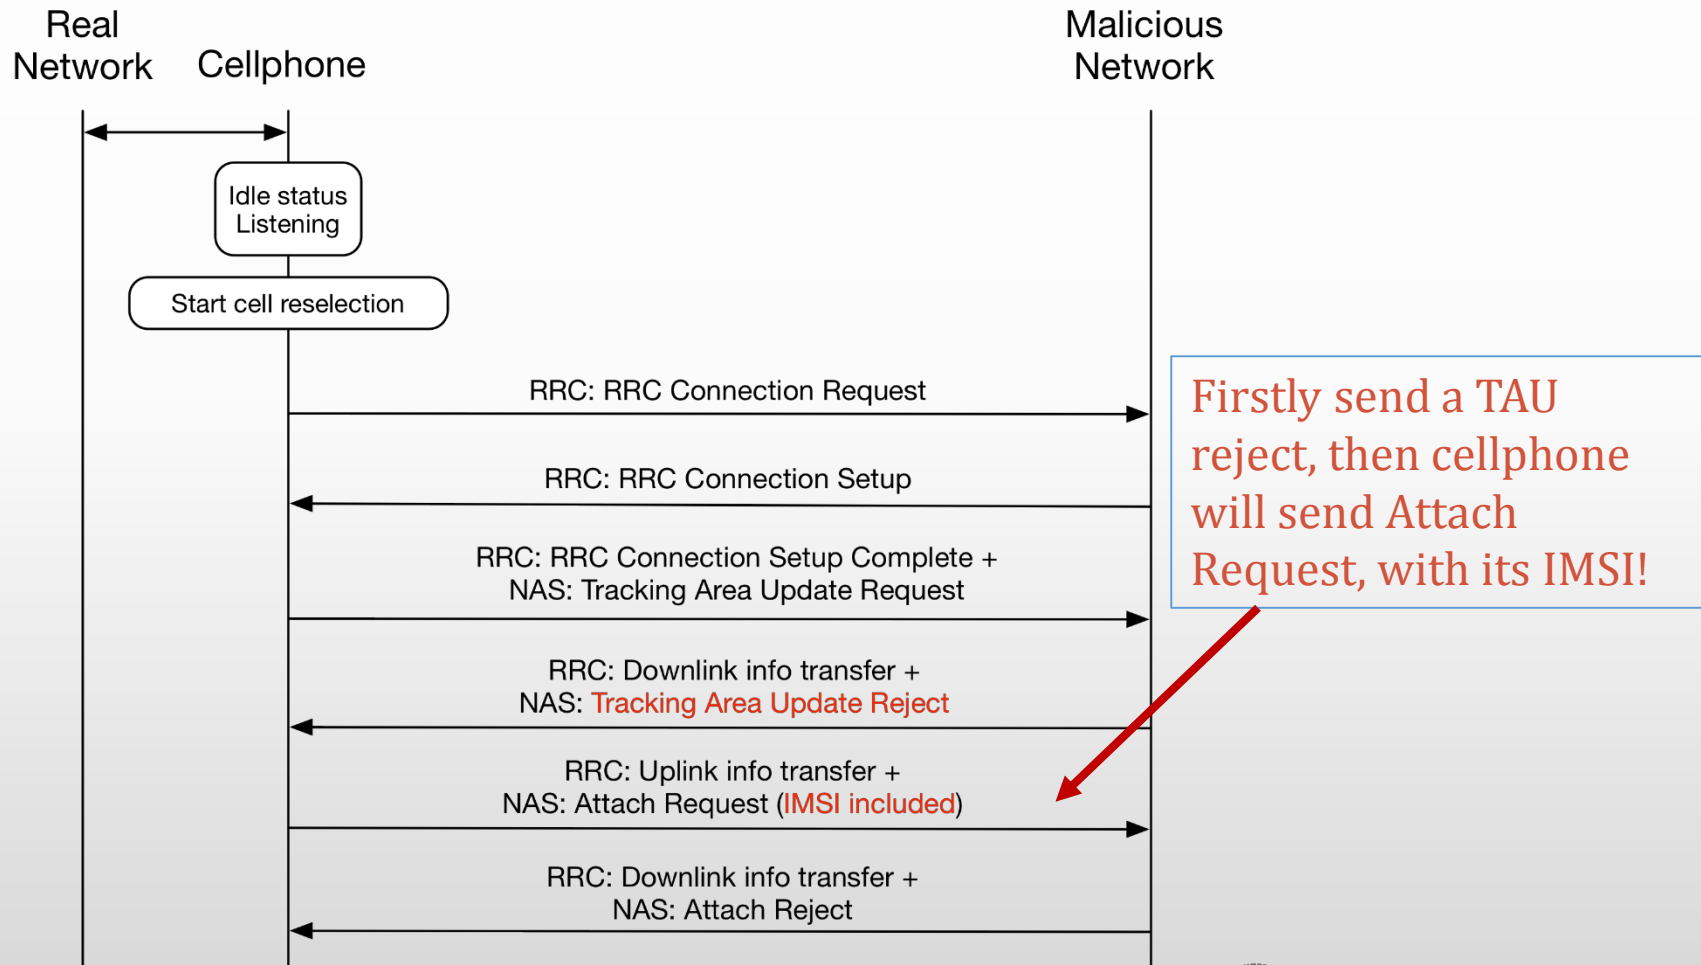 Real
Network
Cellphone
Malicious
Network
Idle status
Listening
Start cell reselection
RRC: RRC Connection Request
RRC: RRC Connection Setup
RRC: RRC Connection Setup Complete +
NAS: Tracking Area Update Request
RRC: Downlink info transfer +
NAS: Tracking Area Update Reject
RRC: Uplink info transfer +
NAS: Attach Request (IMSI included)
RRC: Downlink info transfer +
NAS: Attach Reject
Firstly send a TAU
reject, then cellphone
will send Attach
Request, with its IMSI!